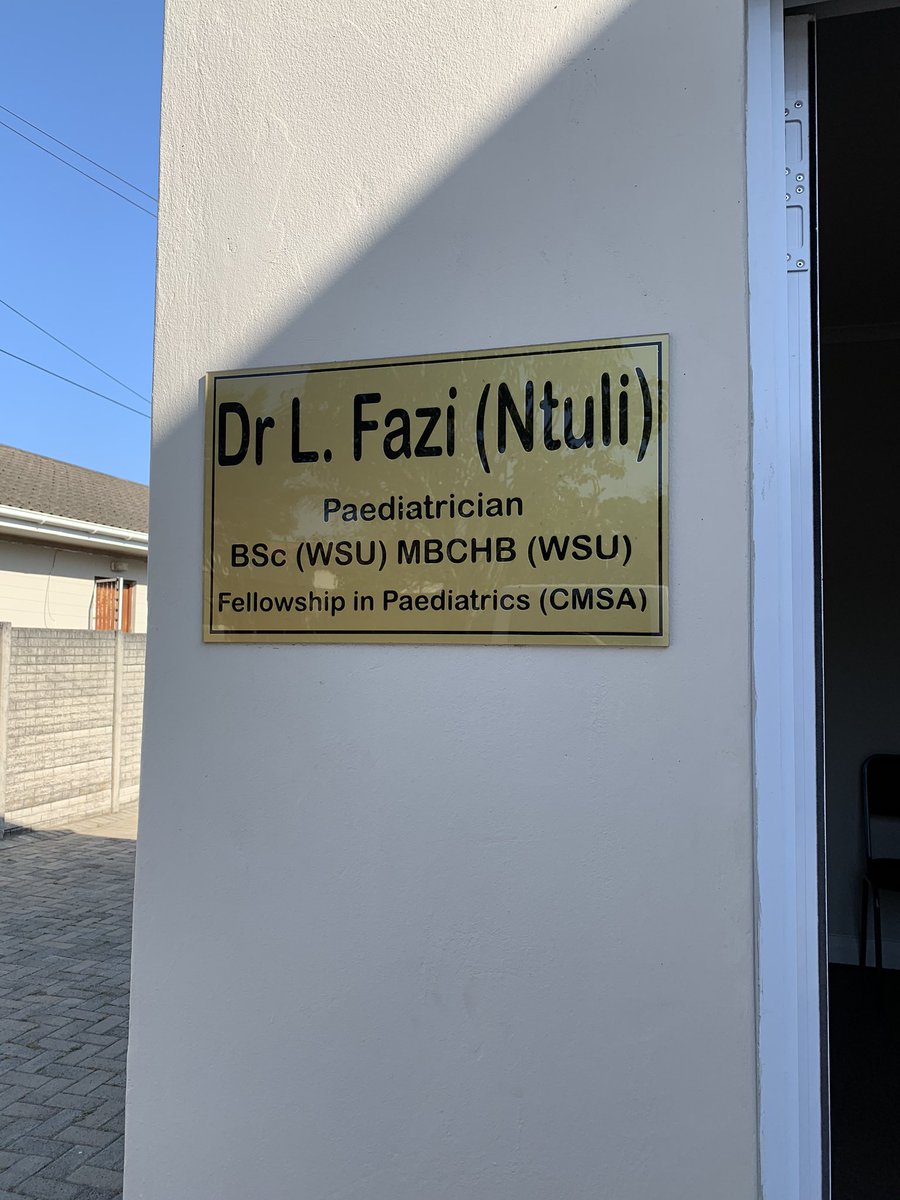 Dr L. Fazi (Ntuli)
Paediatrician
BSc (WSU) MBCHB (WSU)
Fellowship in Paediatrics (CMSA)